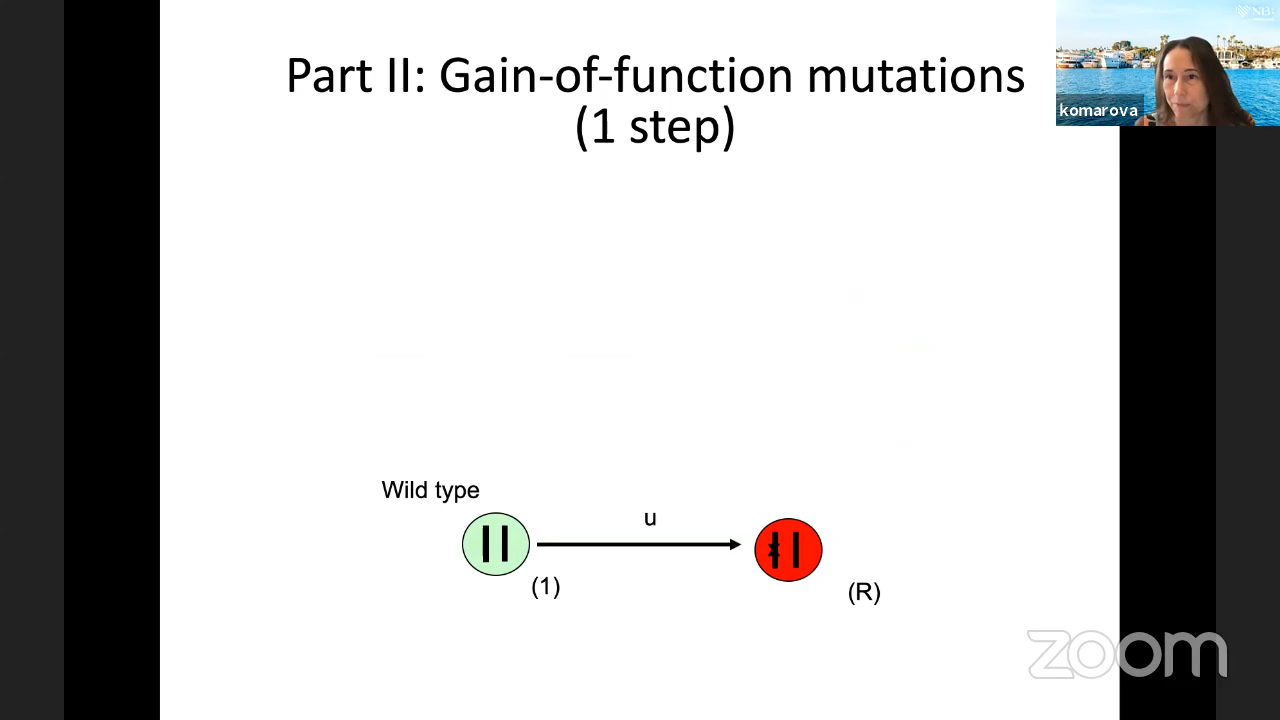 Part II: Gain-of-function mutations
(1 step)
komarova
Wild type
u
(1)
(R)
zoom